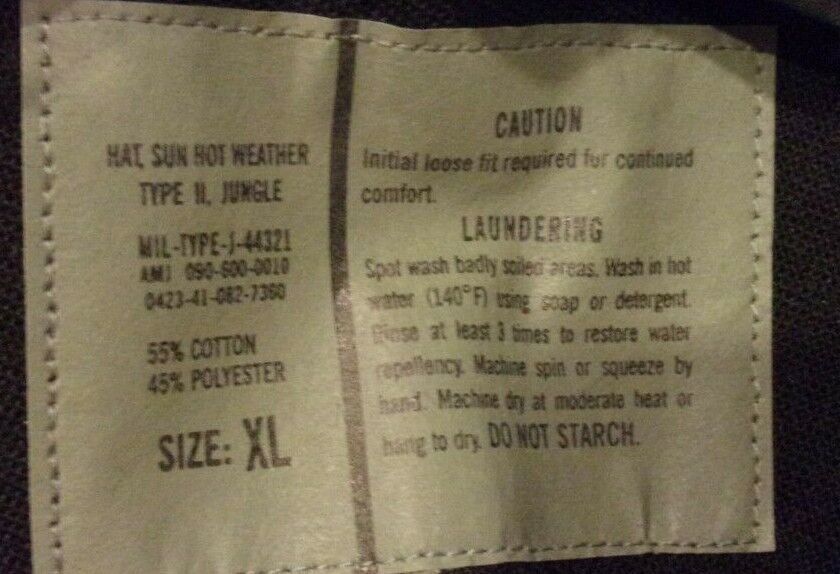 HAT, SUN HOT WEATHER
TYPE II, JUNGLE
MIL-TYPE-J-44321
AMJ 090-600-0010
0423-41-082-7360
55% COTTON
45% POLYESTER
SIZE: XL
CAUTION
Initial loose fit required for continued
comfort.
LAUNDERING
Spot wash badly soiled areas. Wash in hot
water (140°F) using soap or detergent.
Rinse at least 3 times to restore water
repellency. Machine spin or squeeze by
hand. Machine dry at moderate heat or
hang to dry. DO NOT STARCH.